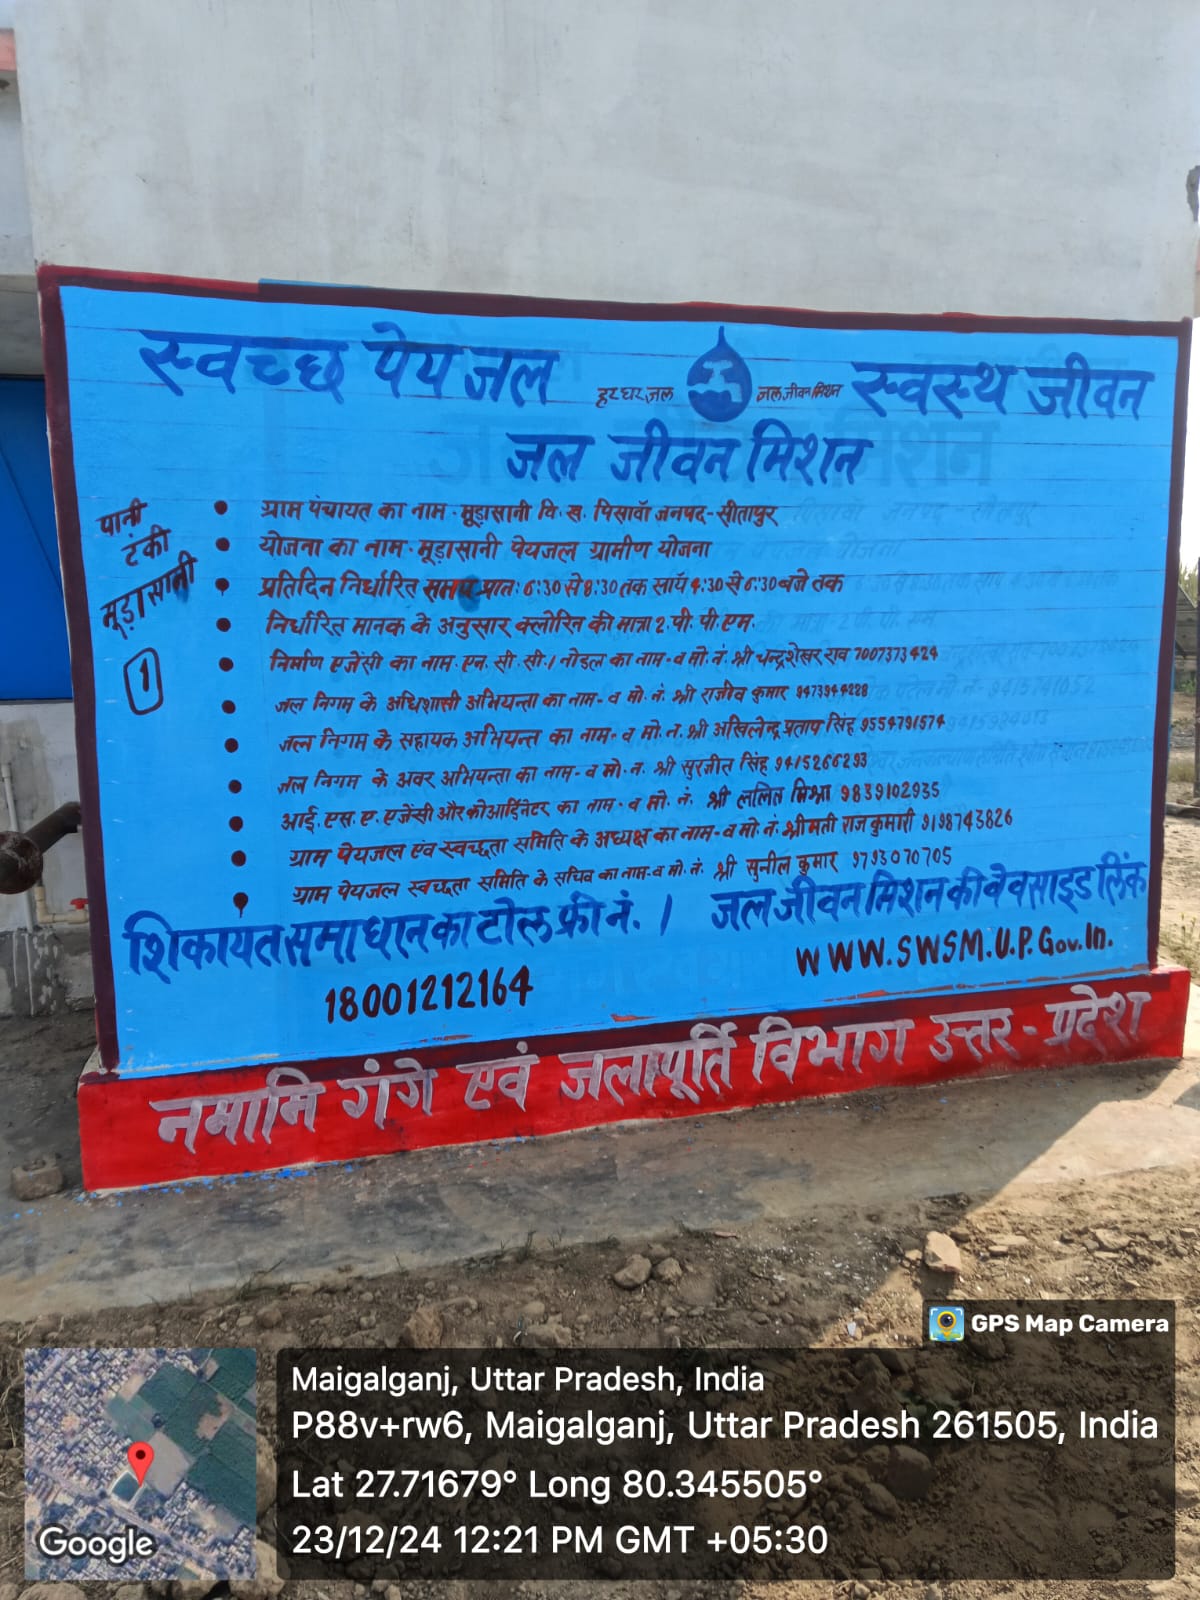 स्वच्छ पेयजल हर घर जल जल जीवन मिशन स्वस्थ जीवन
जल जीवन मिशन
पानी
टंकी
मूड़ासानी
1
• ग्राम पंचायत का नाम - मूड़ासानी वि. ख. पिसावाँ जनपद - सीतापुर
• योजना का नाम - मूड़ासानी पेयजल ग्रामीण योजना
• प्रतिदिन निर्धारित समय प्रातः 6:30 से 8:30 तक सायँ 4:30 से 6:30 बजे तक
• निर्धारित मानक के अनुसार क्लोरिन की मात्रा 2. पी. पी. एम.
• निर्माण एजेंसी का नाम. एन. सी. सी. / नोडल का नाम - व मो. नं. श्री चन्द्रशेखर राव 7007373424
• जल निगम के अधिशासी अभियन्ता का नाम - व मो. नं. श्री राजीव कुमार 9473944228
• जल निगम के सहायक अभियन्त का नाम - व मो. नं. श्री अखिलेन्द्र प्रताप सिंह 9554791574
• जल निगम के अवर अभियन्ता का नाम - व मो. नं. श्री सुरजीत सिंह 9415266293
• आई. एस. ए. एजेंसी और कोआर्डिनेटर का नाम - व मो. नं. श्री ललित मिश्रा 9839102935
• ग्राम पेयजल एवं स्वच्छता समिति के अध्यक्ष का नाम - व मो. नं. श्रीमती राज कुमारी 9198743826
• ग्राम पेयजल स्वच्छता समिति के सचिव का नाम - व मो. नं. श्री सुनील कुमार 9793070705
शिकायत समाधान का टोल फ्री नं. / जल जीवन मिशन की वेवसाइड लिंक
18001212164 WWW.SWSM.U.P.Gov.In.
नमामि गंगे एवं जलापूर्ति विभाग उत्तर - प्रदेश
GPS Map Camera
Maigalganj, Uttar Pradesh, India
P88v+rw6, Maigalganj, Uttar Pradesh 261505, India
Lat 27.71679° Long 80.345505°
23/12/24 12:21 PM GMT +05:30
Google